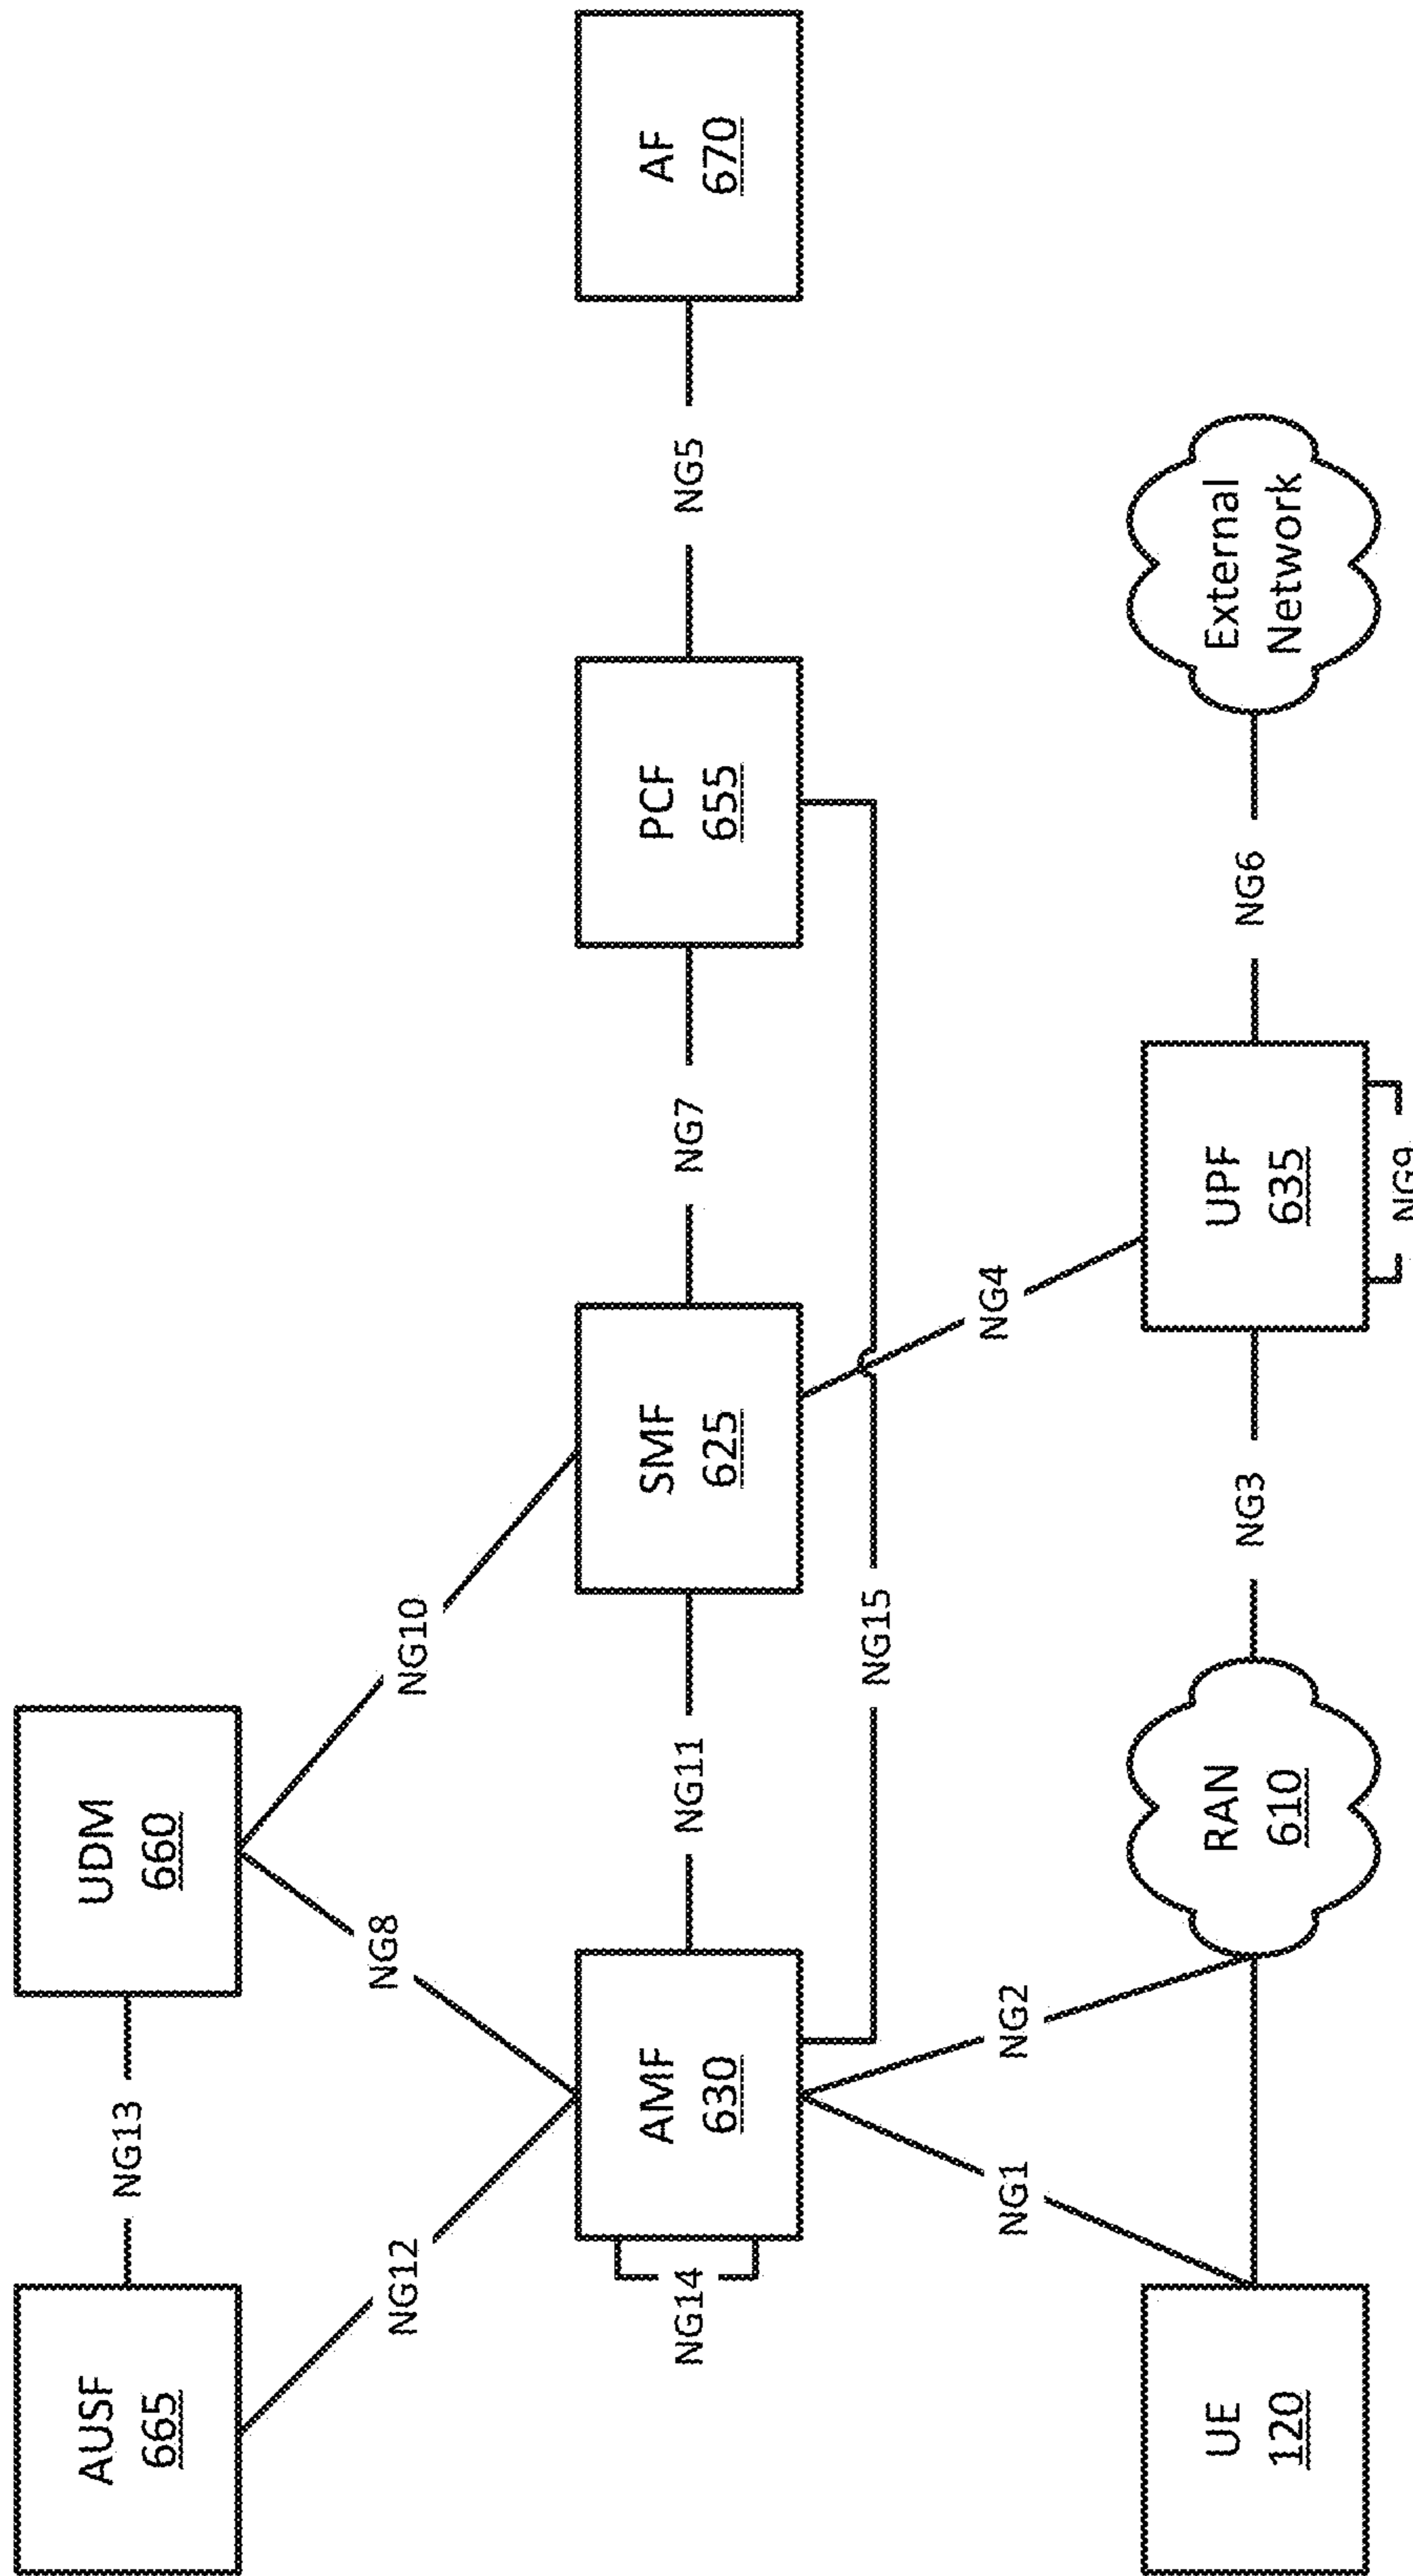 AUSF
665
NG13
UDM
660
NG12
NG8
NG10
NG14
AMF
630
NG11
SMF
625
NG7
PCF
655
NG5
AF
670
NG15
NG1
NG2
NG4
UE
120
RAN
610
NG3
UPF
635
NG6
External
Network
NG9